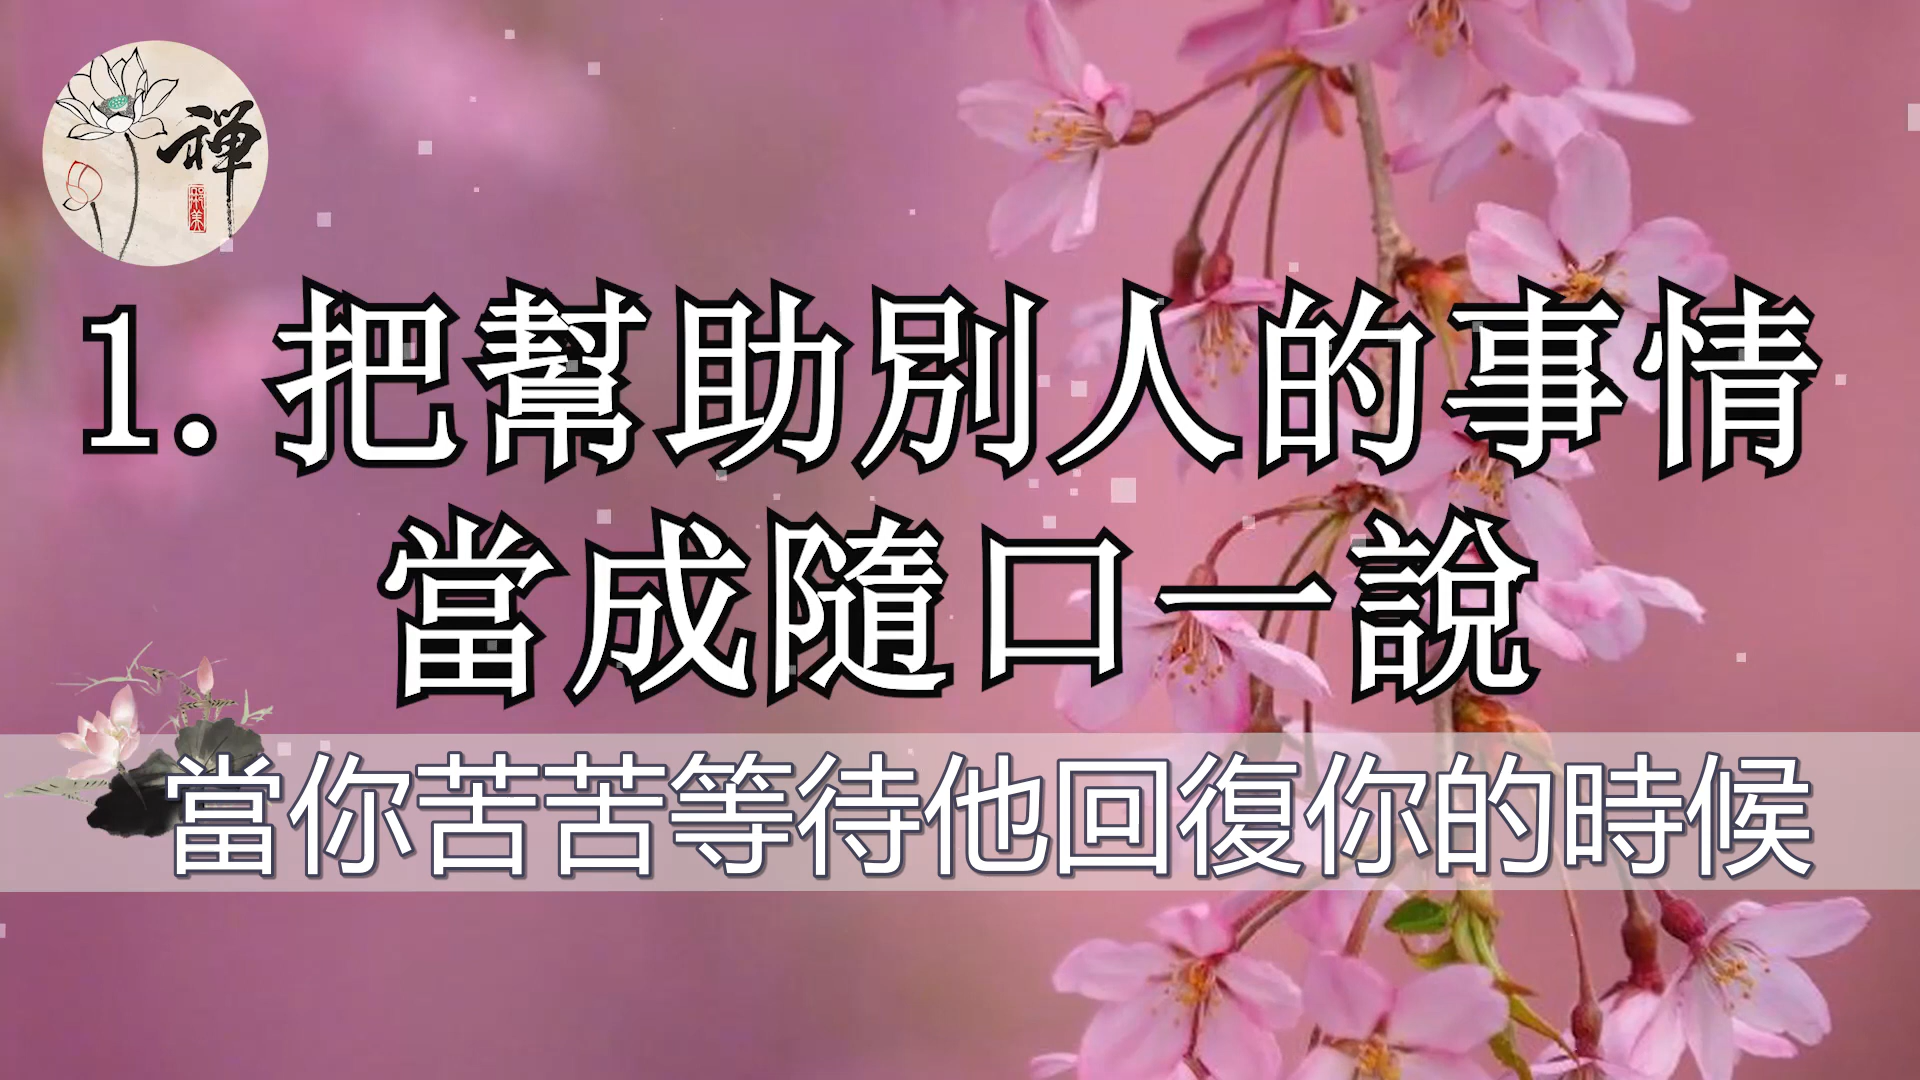 禅
1.把幫助別人的事情
當成隨口一說
當你苦苦等待他回復你的時候